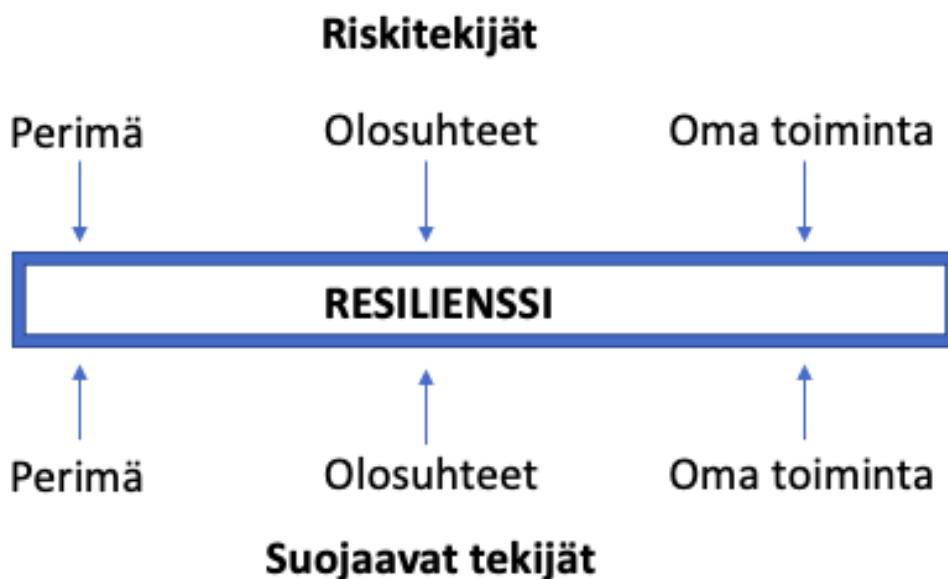 Riskitekijät
Perimä Olosuhteet Oma toiminta
RESILIENSSI
Perimä Olosuhteet Oma toiminta
Suojaavat tekijät